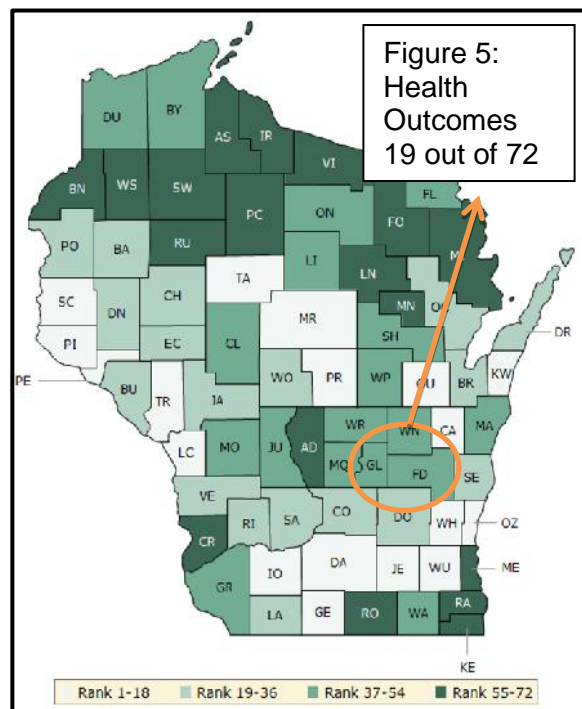 Figure 5:
Health
Outcomes
19 out of 72
DU
BY
AS
IR
VI
FL
BN
WS
SW
PC
ON
FO
PO
BA
RU
LI
LN
TA
MN
SC
DN
CH
MR
DR
PI
EC
CL
SH
PE
BU
TR
JA
WO
PR
WP
BR
KW
LC
MO
JU
AD
WR
WN
CA
MA
MQ
GL
FD
SE
VE
RI
SA
CO
DO
WH
OZ
CR
GR
IO
DA
JE
WU
ME
LA
GE
RO
WA
RA
KE
Rank 1-18 Rank 19-36 Rank 37-54 Rank 55-72